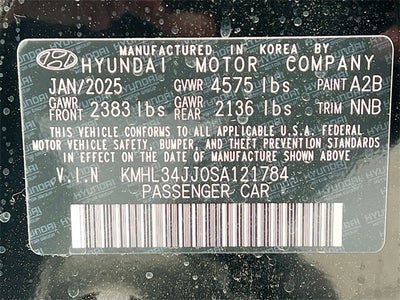 MANUFACTURED IN KOREA BY
HYUNDAI MOTOR COMPANY
JAN/2025 GVWR 4575 lbs PAINT A2B
GAWR FRONT 2383 lbs GAWR REAR 2136 lbs TRIM NNB
THIS VEHICLE CONFORMS TO ALL APPLICABLE U.S.A. FEDERAL
MOTOR VEHICLE SAFETY, BUMPER, AND THEFT PREVENTION
STANDARDS IN EFFECT ON THE DATE OF MANUFACTURE SHOWN ABOVE.
V.I.N KMHL34JJ0SA121784
PASSENGER CAR